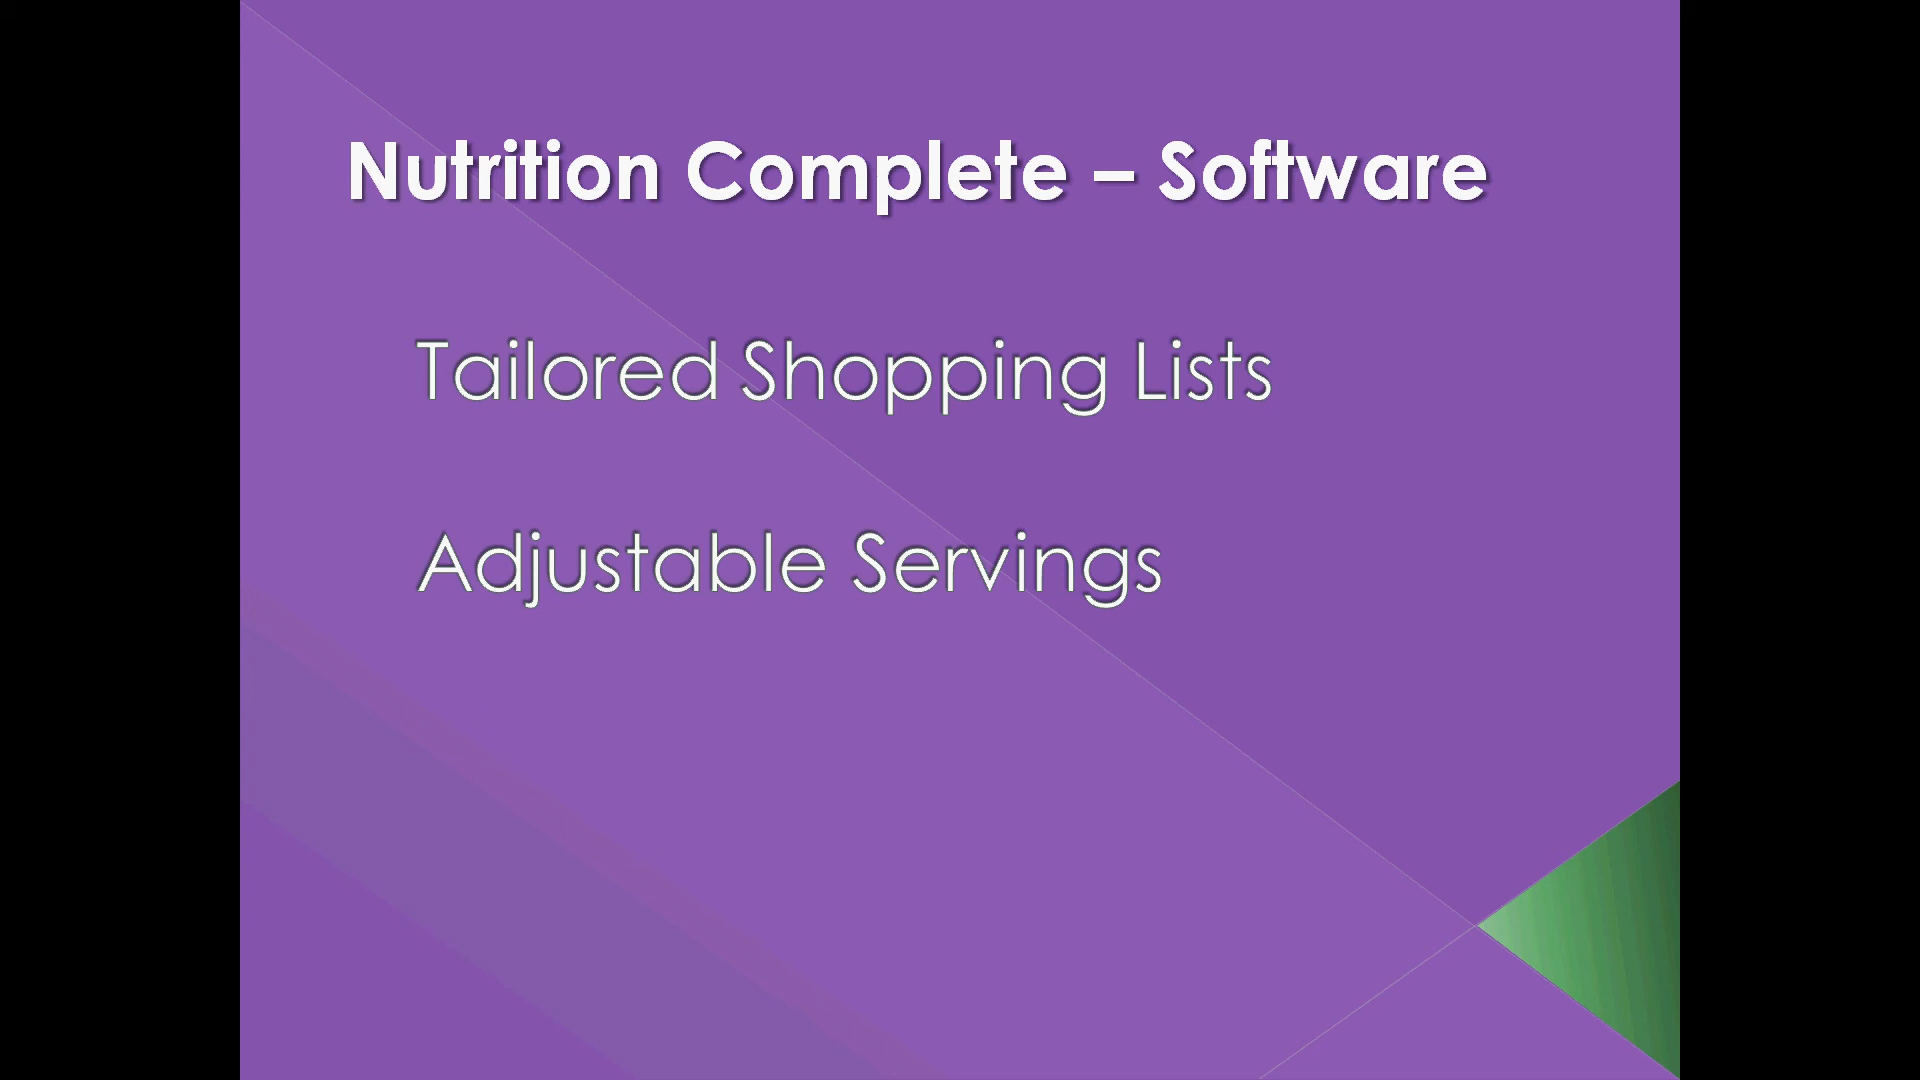 Nutrition Complete – Software
Tailored Shopping Lists
Adjustable Servings